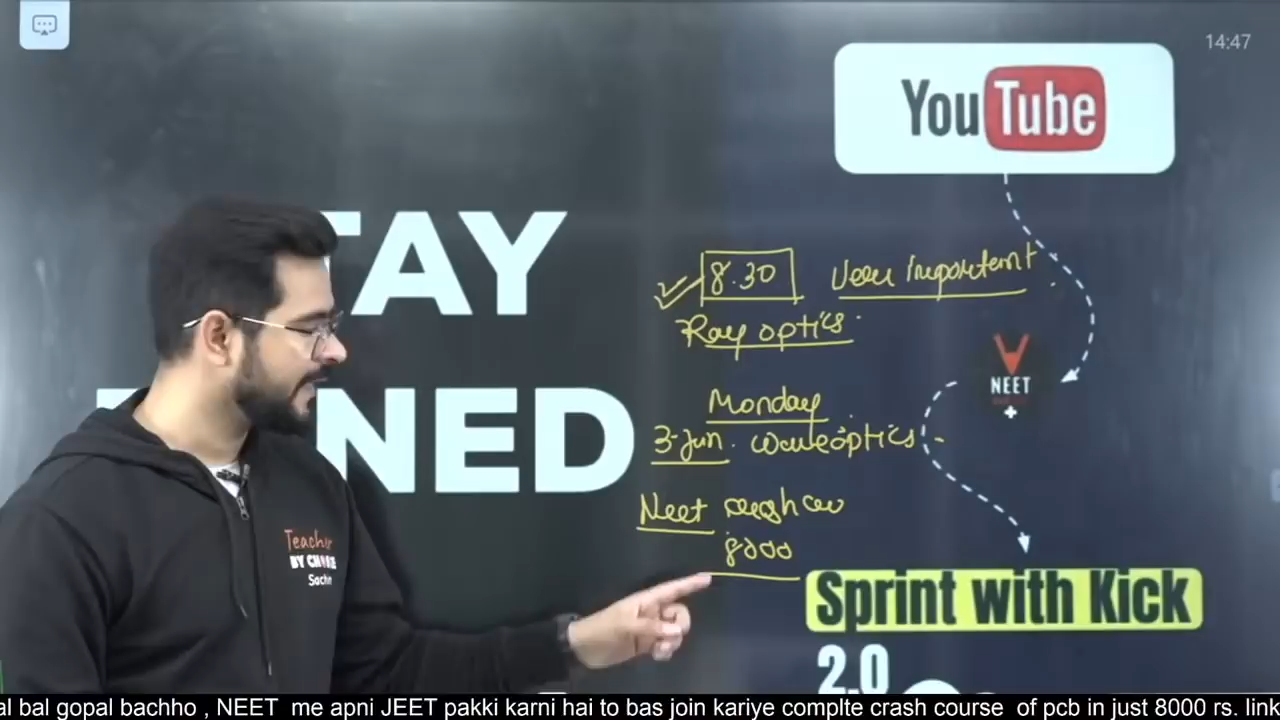 14:47
YouTube
TAY
NED
8.30 Very important
Ray optics
NEET
Monday
3-Jun. waveoptics
Neet
8000
Teacher
BY CHOICE
Sachin
Sprint with Kick
2.0
al bal gopal bachho , NEET me apni JEET pakki karni hai to bas join kariye complte crash course of pcb in just 8000 rs. link